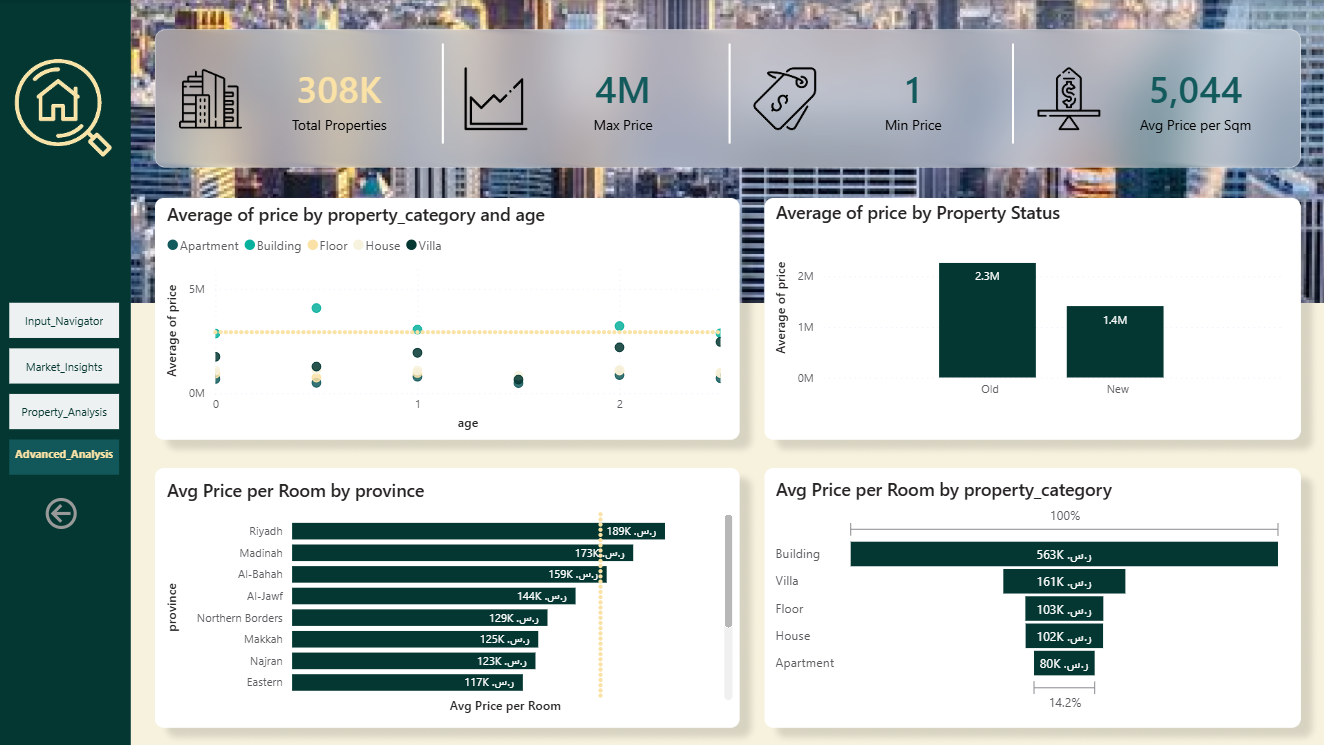 308K
Total Properties
4M
Max Price
1
Min Price
5,044
Avg Price per Sqm
Input_Navigator
Market_Insights
Property_Analysis
Advanced_Analysis
Average of price by property_category and age
Apartment Building Floor House Villa
Average of price
5M
0M
0 1 2
age
Average of price by Property Status
Average of price
2M
1M
0M
2.3M
1.4M
Old New
Avg Price per Room by province
province
Riyadh 189K ر.س.
Madinah 173K ر.س.
Al-Bahah 159K ر.س.
Al-Jawf 144K ر.س.
Northern Borders 129K ر.س.
Makkah 125K ر.س.
Najran 123K ر.س.
Eastern 117K ر.س.
Avg Price per Room
Avg Price per Room by property_category
100%
Building 563K ر.س.
Villa 161K ر.س.
Floor 103K ر.س.
House 102K ر.س.
Apartment 80K ر.س.
14.2%